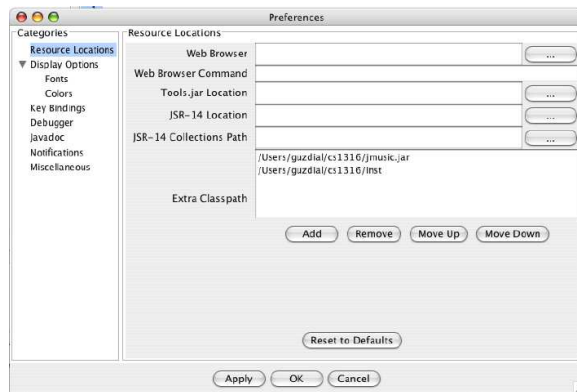 Preferences
Categories
Resource Locations
Display Options
Fonts
Colors
Key Bindings
Debugger
Javadoc
Notifications
Miscellaneous
Resource Locations
Web Browser
...
Web Browser Command
Tools.jar Location
...
JSR-14 Location
...
JSR-14 Collections Path
...
Extra Classpath
/Users/guzdial/cs1316/jmusic.jar
/Users/guzdial/cs1316/inst
Add
Remove
Move Up
Move Down
Reset to Defaults
Apply
OK
Cancel